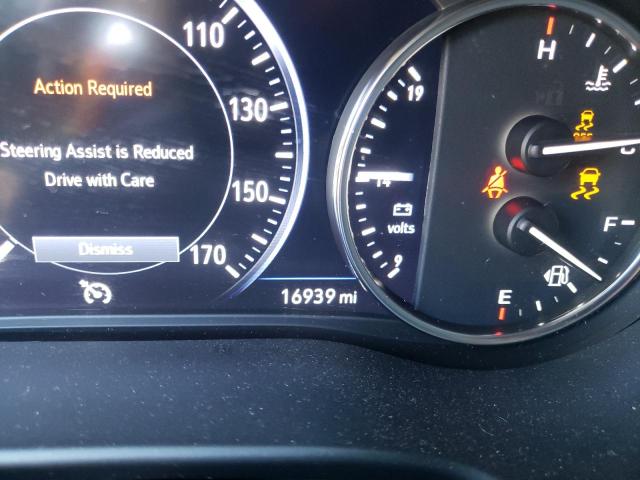 Action Required
Steering Assist is Reduced
Drive with Care
Dismiss
110
130
150
170
16939 mi
19
14
volts
9
H
C
F
E